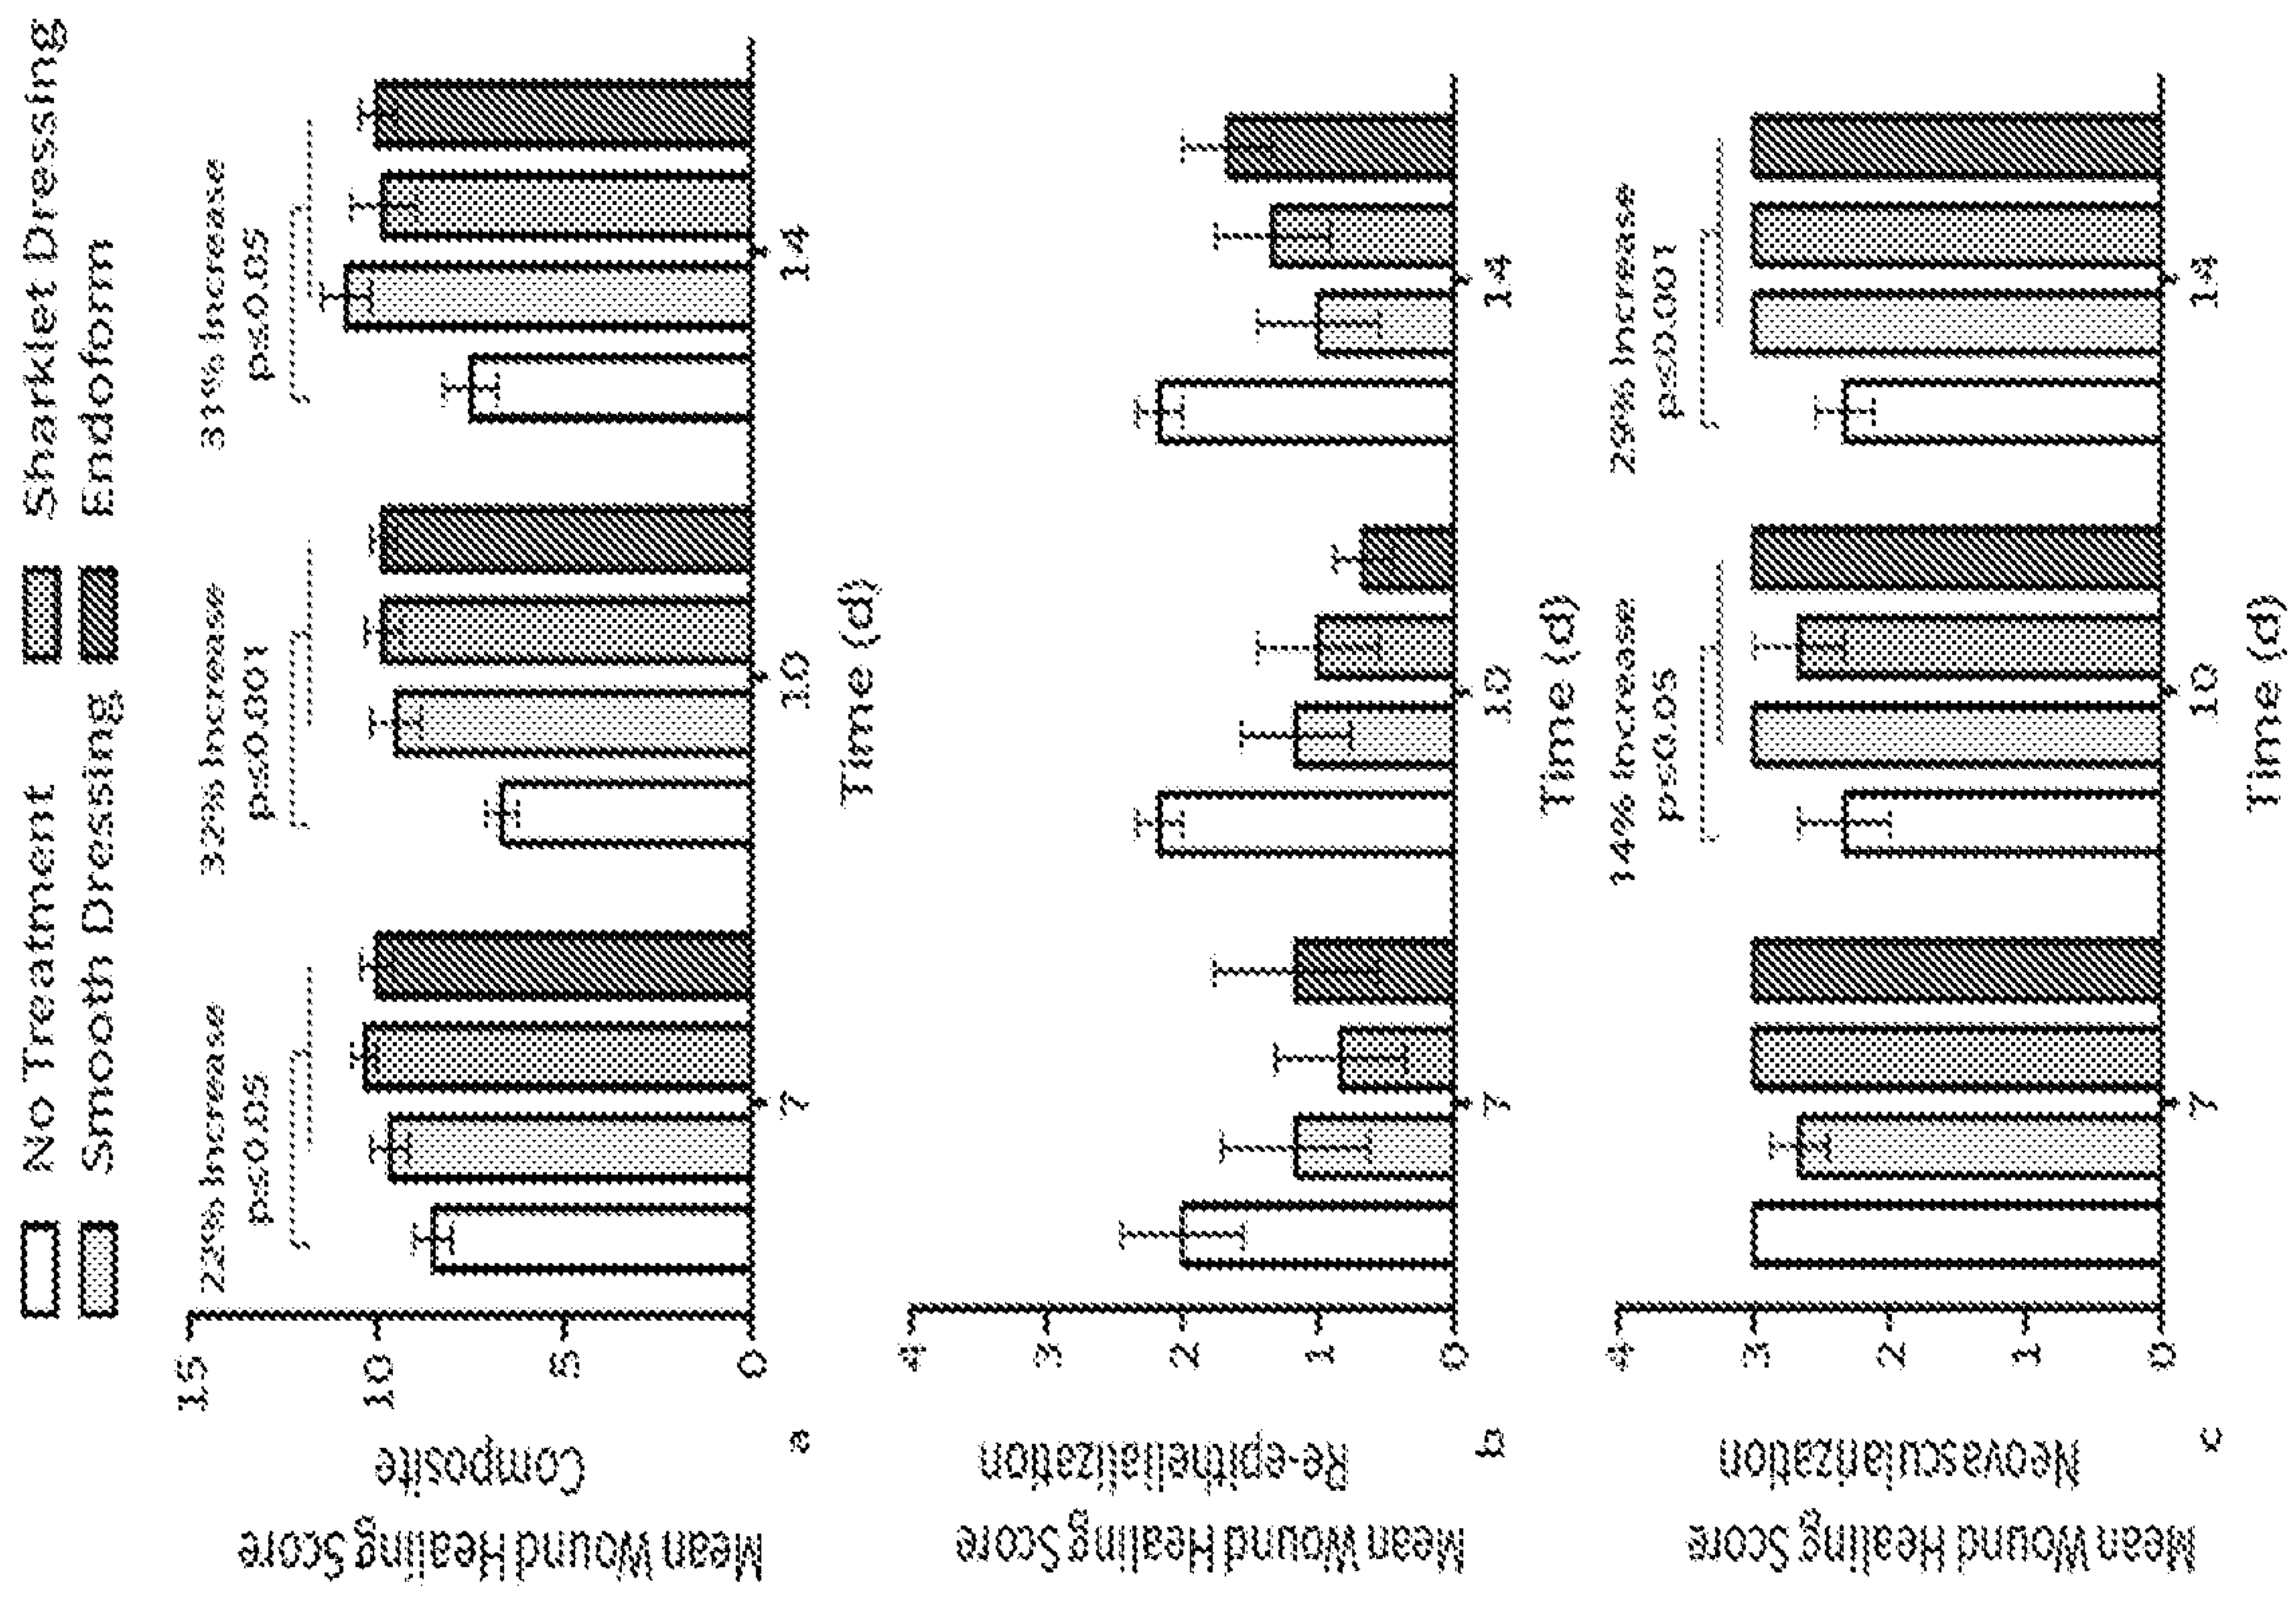 No Treatment
Sharklet Dressing
Smooth Dressing
Endoform
Mean Wound Healing Score
Composite
15
10
5
0
22% Increase
p≤0.05
32% Increase
p≤0.001
31% Increase
p≤0.05
7
10
14
Time (d)
a
Mean Wound Healing Score
Re-epithelialization
4
3
2
1
0
7
10
14
Time (d)
b
Mean Wound Healing Score
Neovascularization
4
3
2
1
0
14% Increase
p≤0.05
29% Increase
p≤0.001
7
10
14
Time (d)
c